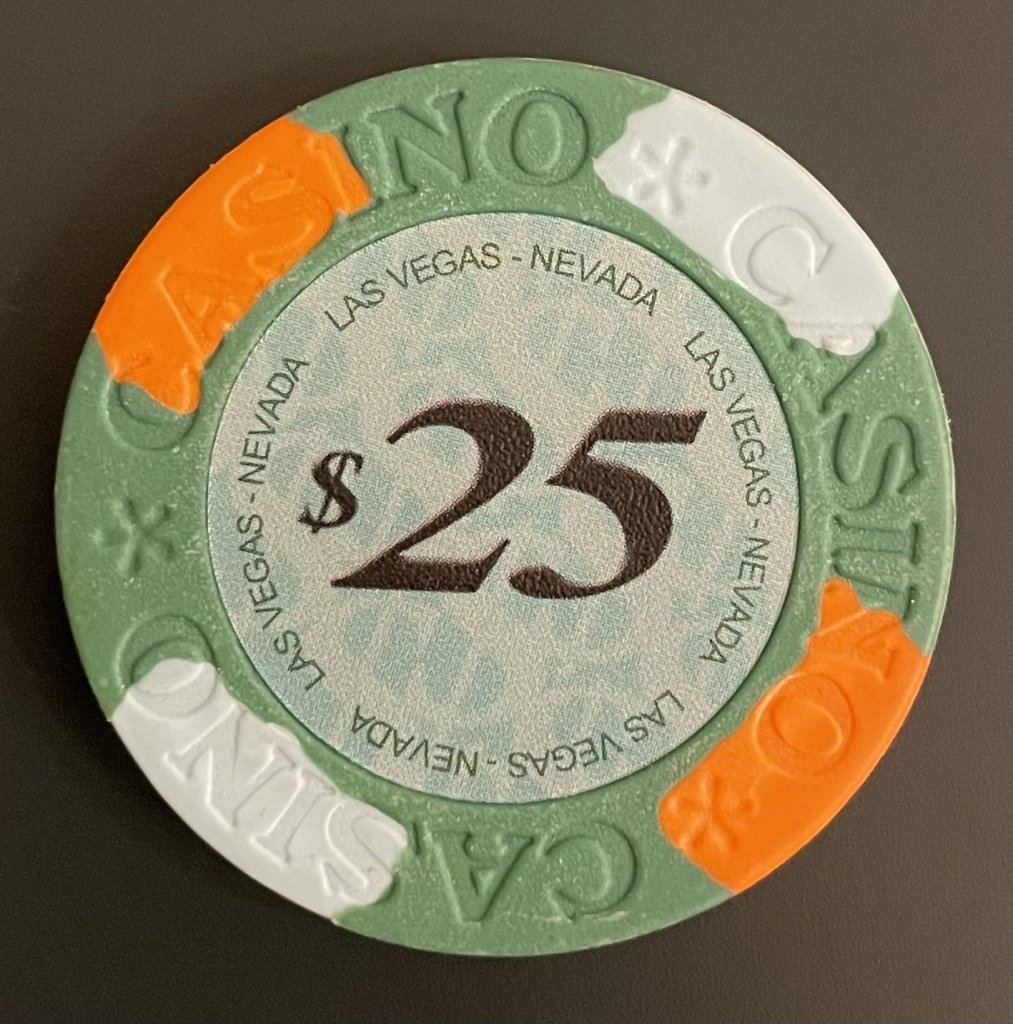 CASINO * CASINO * CASINO *
LAS VEGAS - NEVADA
LAS VEGAS - NEVADA
LAS VEGAS - NEVADA
LAS VEGAS - NEVADA
$25